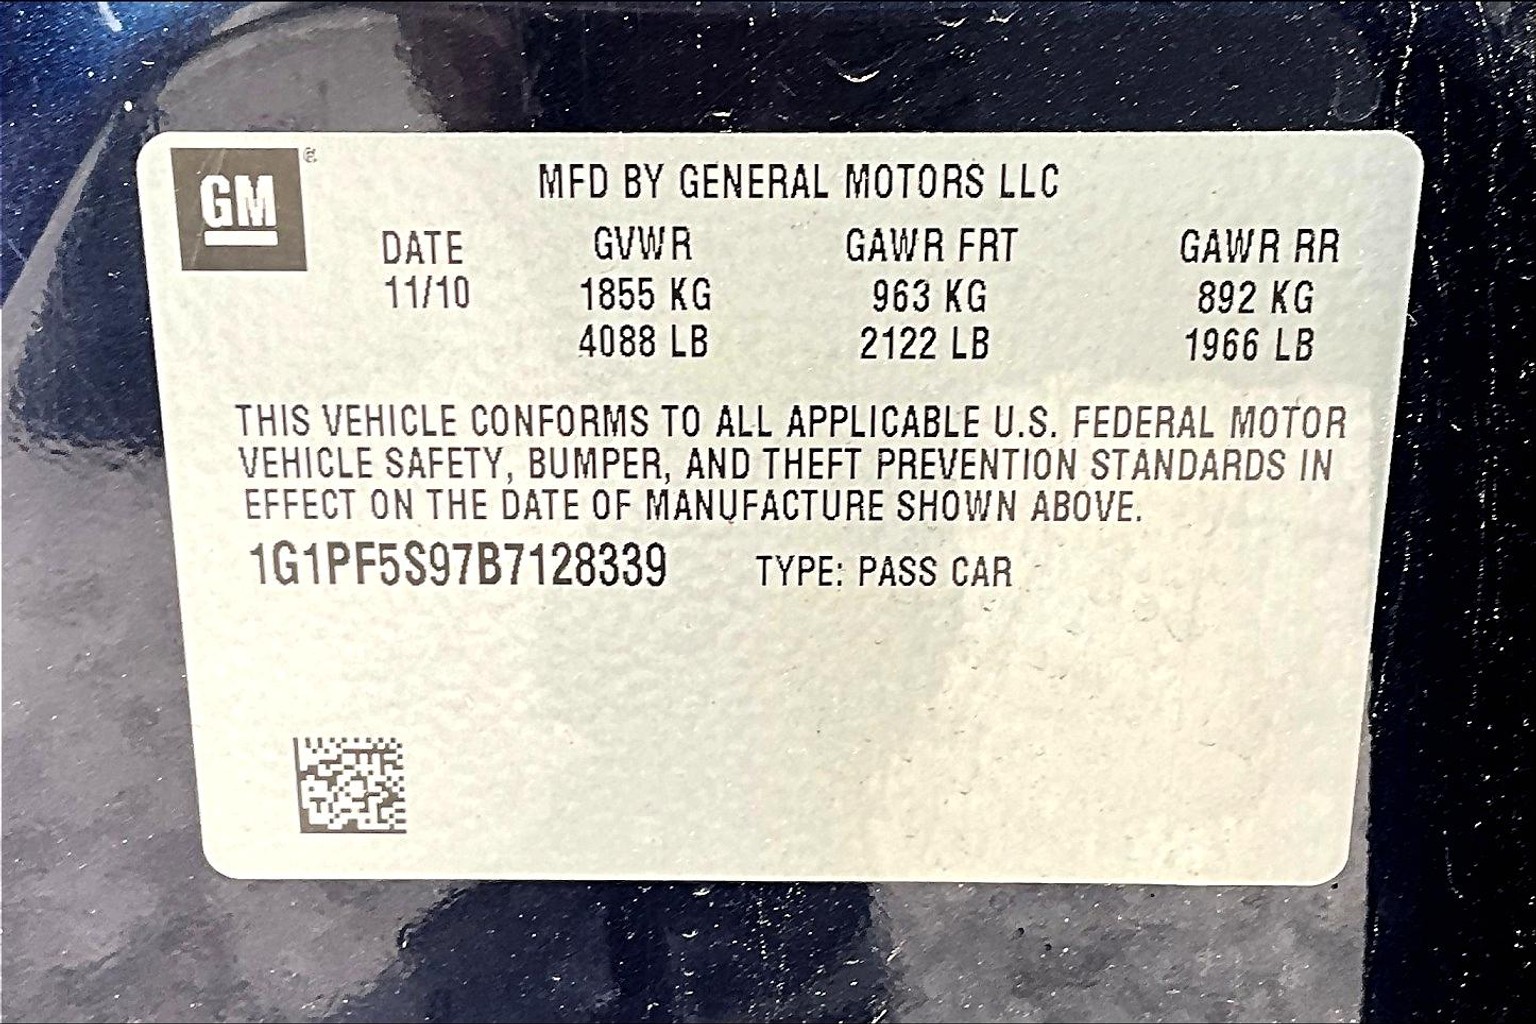 GM
MFD BY GENERAL MOTORS LLC
DATE GVWR GAWR FRT GAWR RR
11/10 1855 KG 963 KG 892 KG
4088 LB 2122 LB 1966 LB
THIS VEHICLE CONFORMS TO ALL APPLICABLE U.S. FEDERAL MOTOR
VEHICLE SAFETY, BUMPER, AND THEFT PREVENTION STANDARDS IN
EFFECT ON THE DATE OF MANUFACTURE SHOWN ABOVE.
1G1PF5S97B7128339 TYPE: PASS CAR